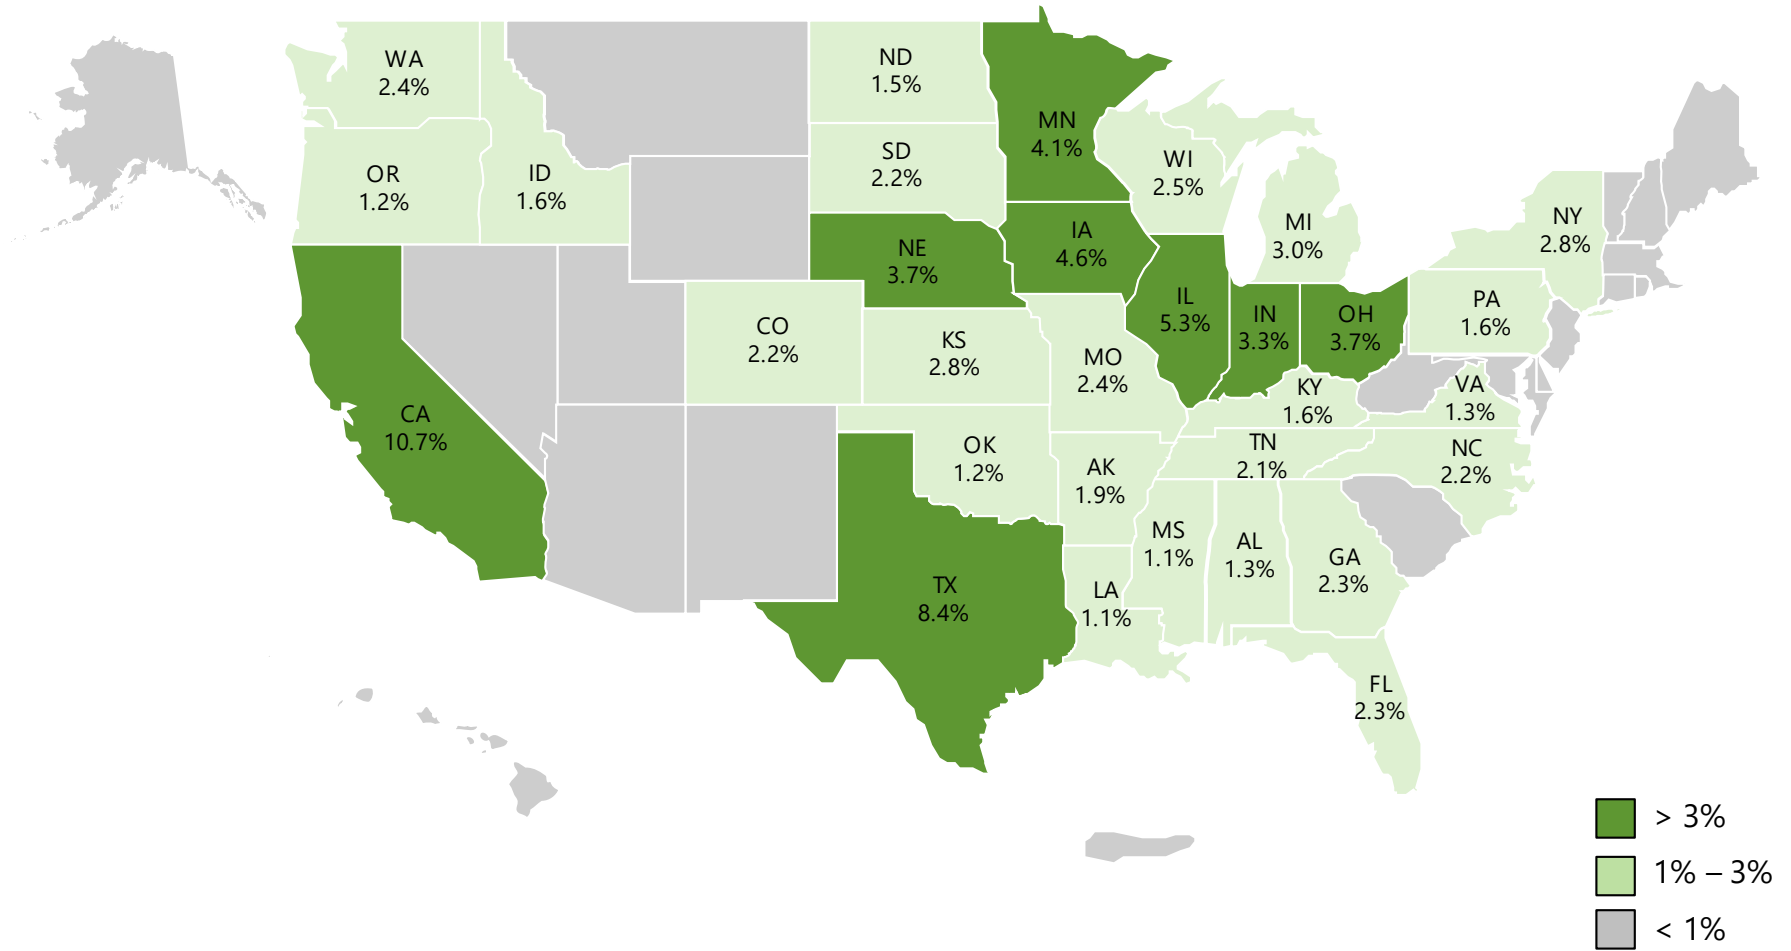 WA
2.4%
ND
1.5%
MN
4.1%
SD
2.2%
WI
2.5%
OR
1.2%
ID
1.6%
MI
3.0%
NY
2.8%
NE
3.7%
IA
4.6%
IL
5.3%
IN
3.3%
OH
3.7%
PA
1.6%
CO
2.2%
KS
2.8%
MO
2.4%
KY
1.6%
VA
1.3%
CA
10.7%
OK
1.2%
AK
1.9%
TN
2.1%
NC
2.2%
MS
1.1%
AL
1.3%
GA
2.3%
TX
8.4%
LA
1.1%
FL
2.3%
> 3%
1% – 3%
< 1%